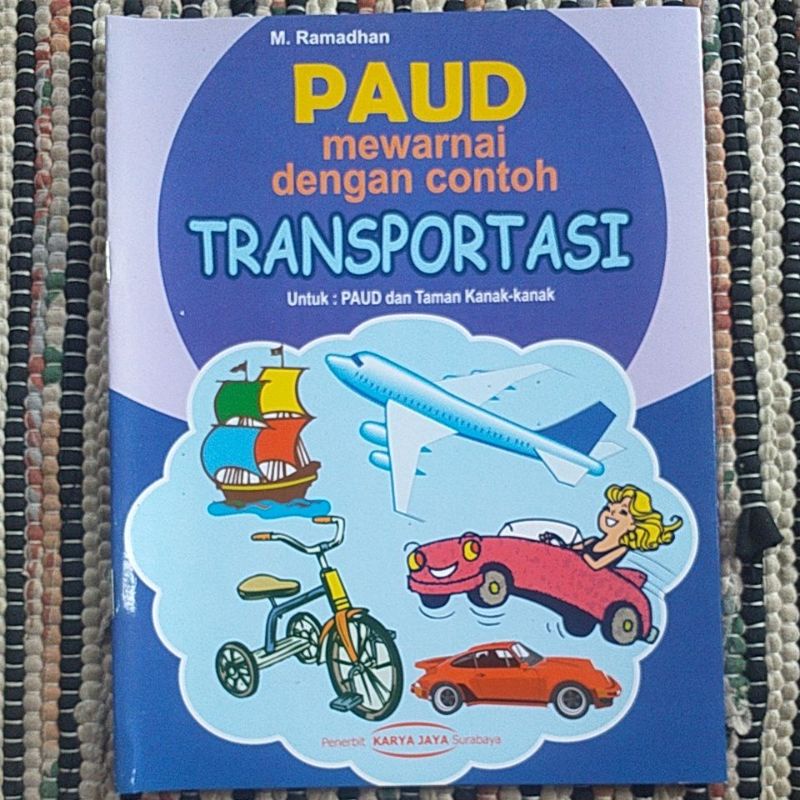 M. Ramadhan
PAUD
mewarnai
dengan contoh
TRANSPORTASI
Untuk : PAUD dan Taman Kanak-kanak
Penerbit KARYA JAYA Surabaya